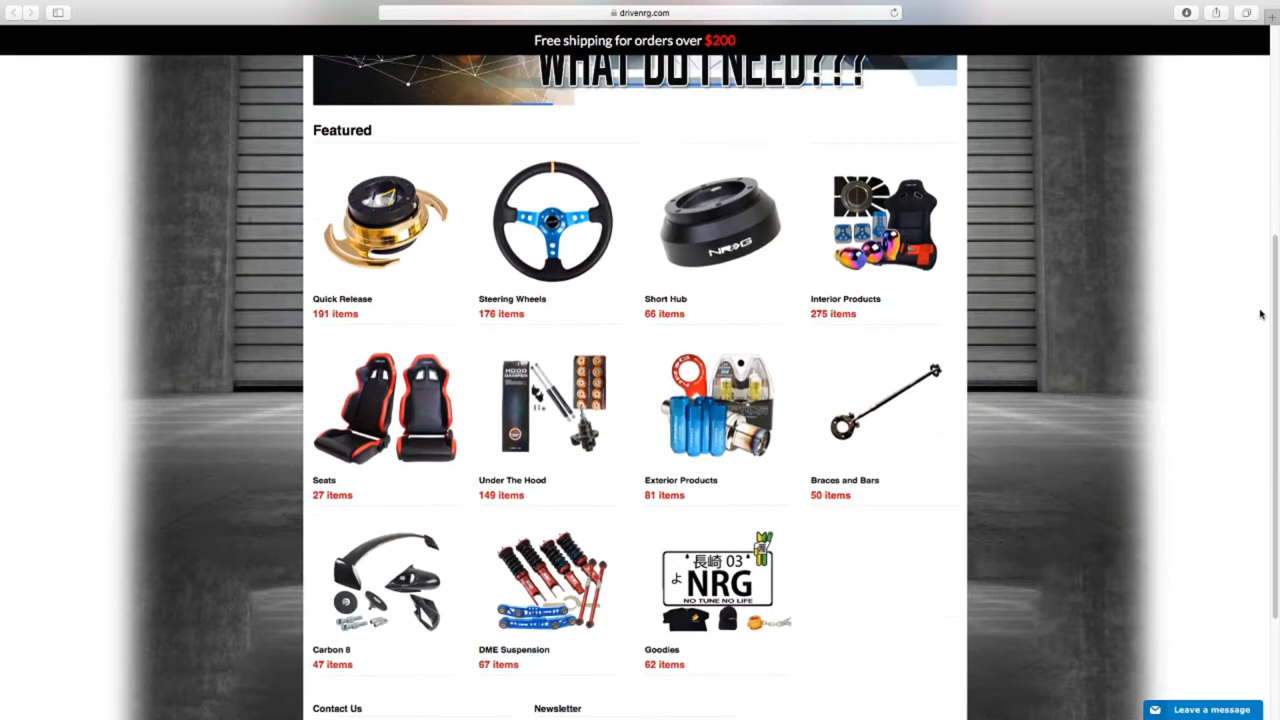 drivenrg.com
Free shipping for orders over $200
WHAT DO I NEED???
Featured
NRG
Quick Release
191 items
Steering Wheels
176 items
Short Hub
66 items
Interior Products
275 items
HOOD
DAMPER
Seats
27 items
Under The Hood
149 items
Exterior Products
81 items
Braces and Bars
50 items
長崎 03
よ NRG
NO TUNE NO LIFE
Carbon 8
47 items
DME Suspension
67 items
Goodies
62 items
Contact Us
Newsletter
Leave a message